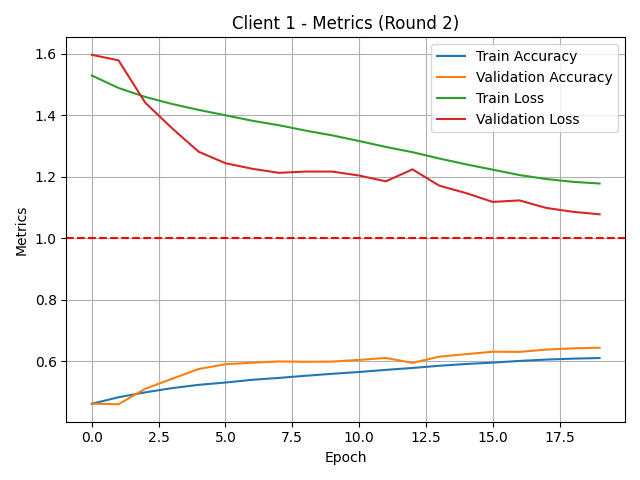 Client 1 - Metrics (Round 2)
Train Accuracy
Validation Accuracy
Train Loss
Validation Loss
Metrics
1.6
1.4
1.2
1.0
0.8
0.6
0.0 2.5 5.0 7.5 10.0 12.5 15.0 17.5
Epoch